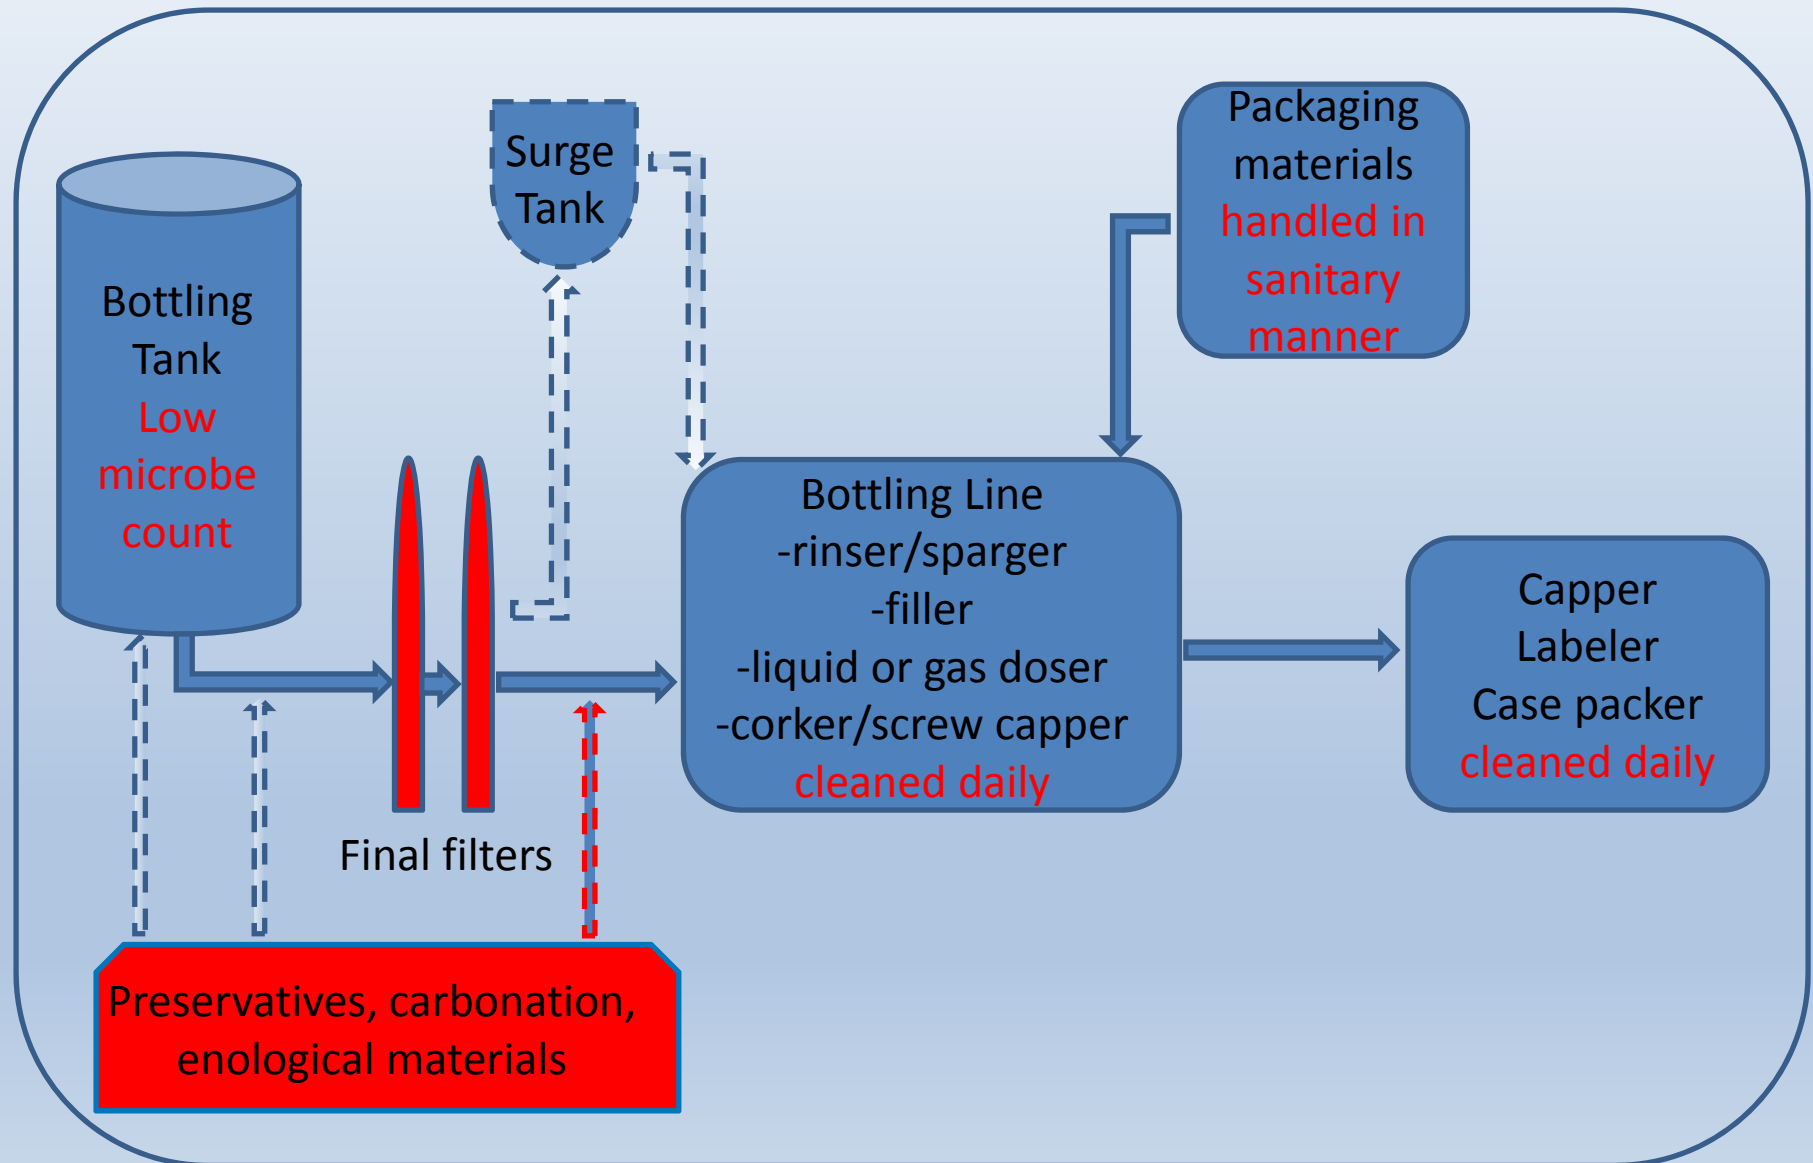 Surge
Tank
Packaging
materials
handled in
sanitary
manner
Bottling
Tank
Low
microbe
count
Bottling Line
-rinser/sparger
-filler
-liquid or gas doser
-corker/screw capper
cleaned daily
Capper
Labeler
Case packer
cleaned daily
Final filters
Preservatives, carbonation,
enological materials